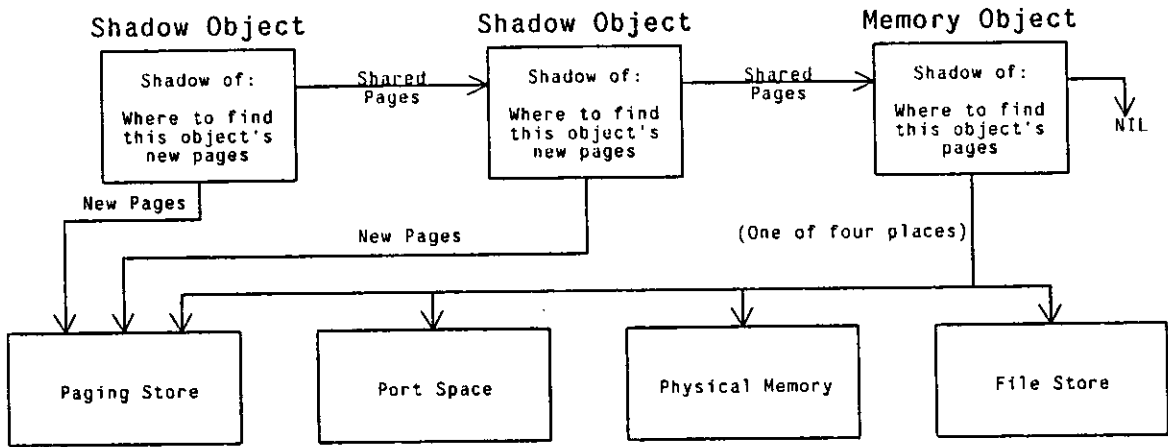 Shadow Object
Shadow Object
Memory Object
Shadow of:
Where to find
this object's
new pages
Shared
Pages
Shadow of:
Where to find
this object's
new pages
Shared
Pages
Shadow of:
Where to find
this object's
pages
NIL
New Pages
New Pages
(One of four places)
Paging Store
Port Space
Physical Memory
File Store